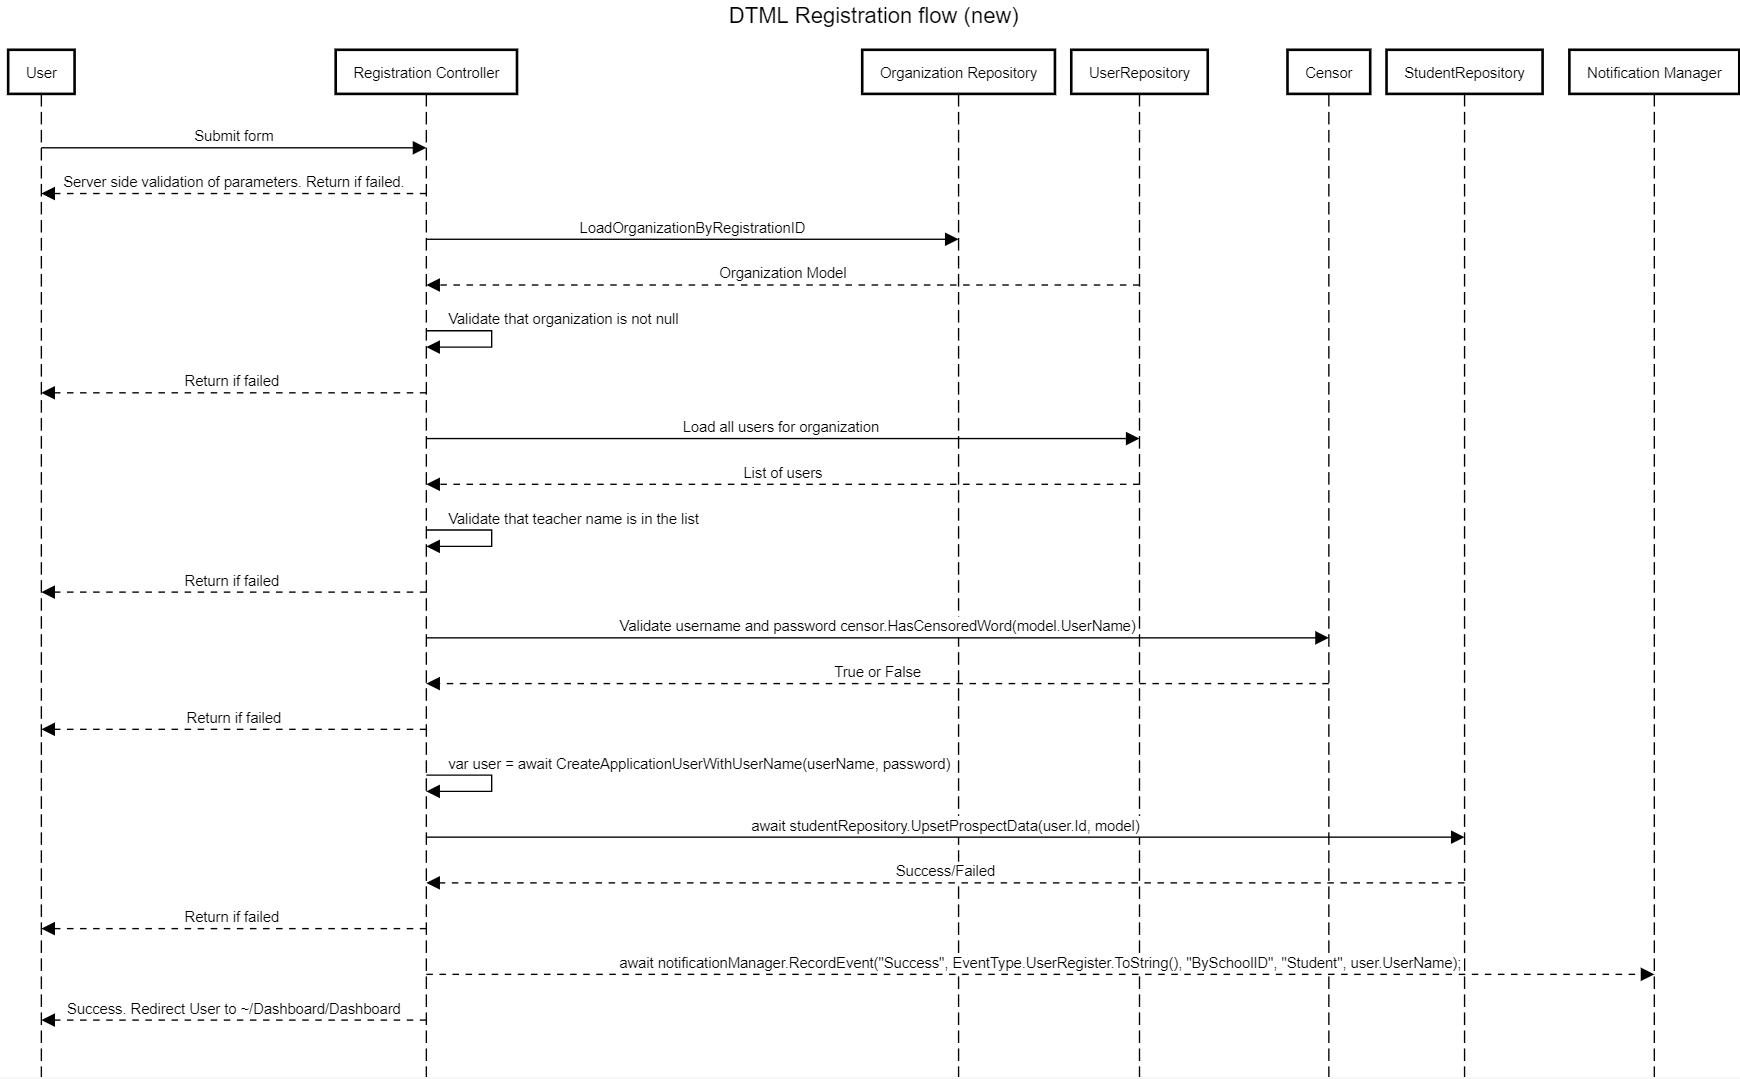 DTML Registration flow (new)
User
Registration Controller
Organization Repository
UserRepository
Censor
StudentRepository
Notification Manager
Submit form
Server side validation of parameters. Return if failed.
LoadOrganizationByRegistrationID
Organization Model
Validate that organization is not null
Return if failed
Load all users for organization
List of users
Validate that teacher name is in the list
Return if failed
Validate username and password censor.HasCensoredWord(model.UserName)
True or False
Return if failed
var user = await CreateApplicationUserWithUserName(userName, password)
await studentRepository.UpsetProspectData(user.Id, model)
Success/Failed
Return if failed
await notificationManager.RecordEvent("Success", EventType.UserRegister.ToString(), "BySchoolID", "Student", user.UserName);
Success. Redirect User to ~/Dashboard/Dashboard